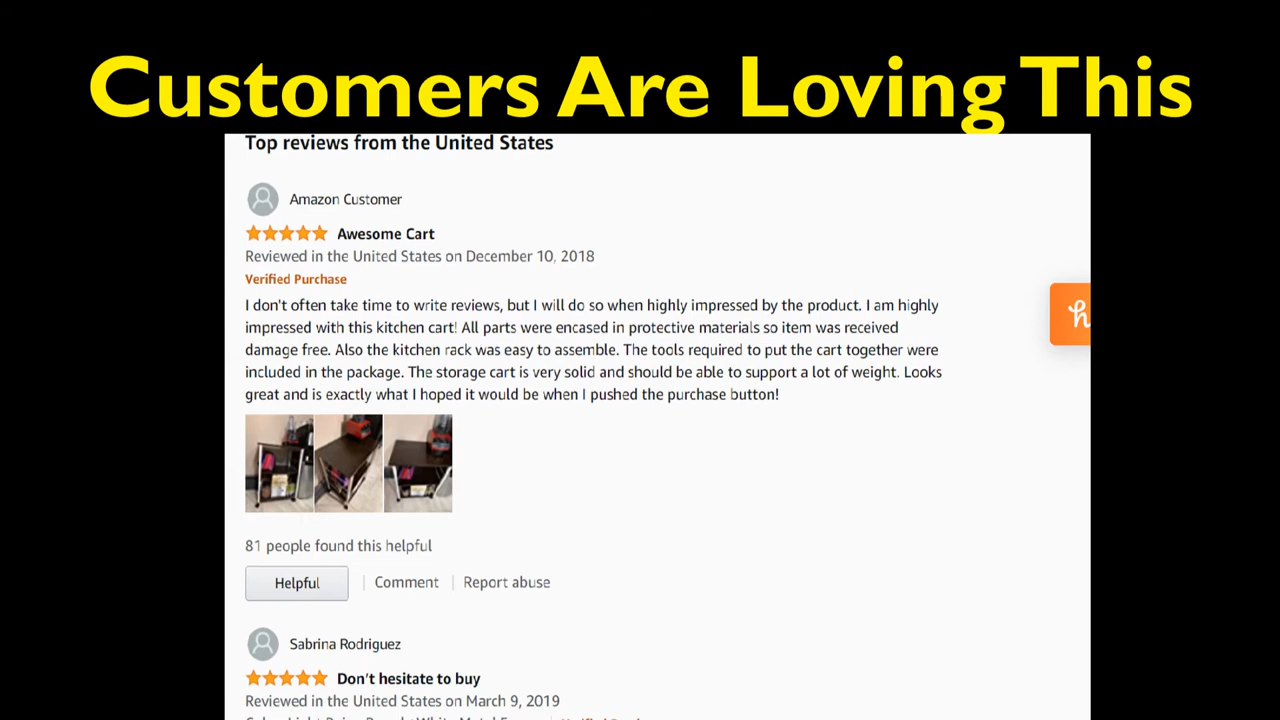 Customers Are Loving This
Top reviews from the United States
Amazon Customer
Awesome Cart
Reviewed in the United States on December 10, 2018
Verified Purchase
I don't often take time to write reviews, but I will do so when highly impressed by the product. I am highly
impressed with this kitchen cart! All parts were encased in protective materials so item was received
damage free. Also the kitchen rack was easy to assemble. The tools required to put the cart together were
included in the package. The storage cart is very solid and should be able to support a lot of weight. Looks
great and is exactly what I hoped it would be when I pushed the purchase button!
81 people found this helpful
Helpful | Comment | Report abuse
Sabrina Rodriguez
Don't hesitate to buy
Reviewed in the United States on March 9, 2019